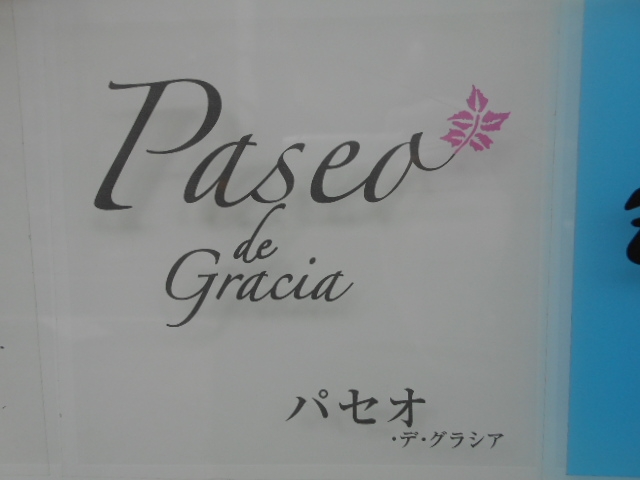 Paseo
de
Gracia
パセオ
・デ・グラシア